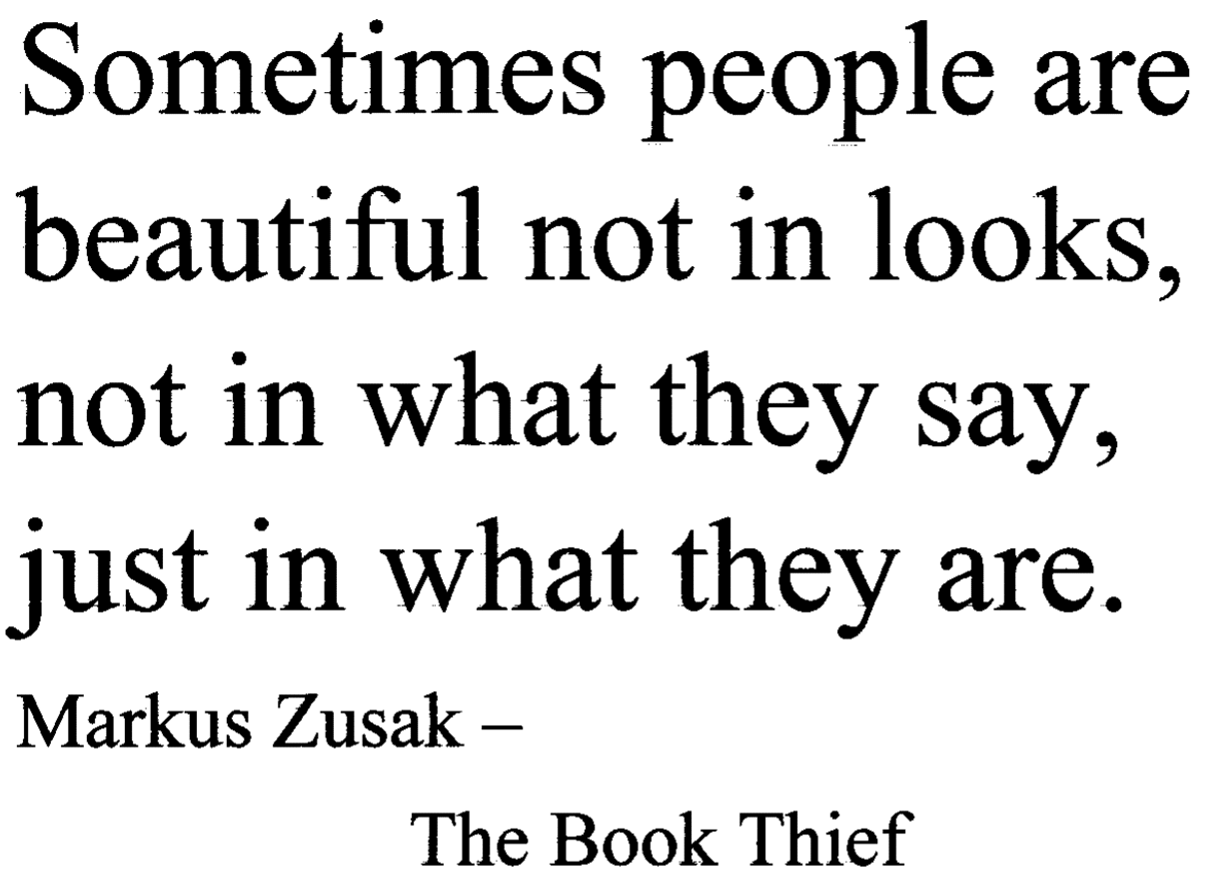 Sometimes people are
beautiful not in looks,
not in what they say,
just in what they are.
Markus Zusak –
The Book Thief